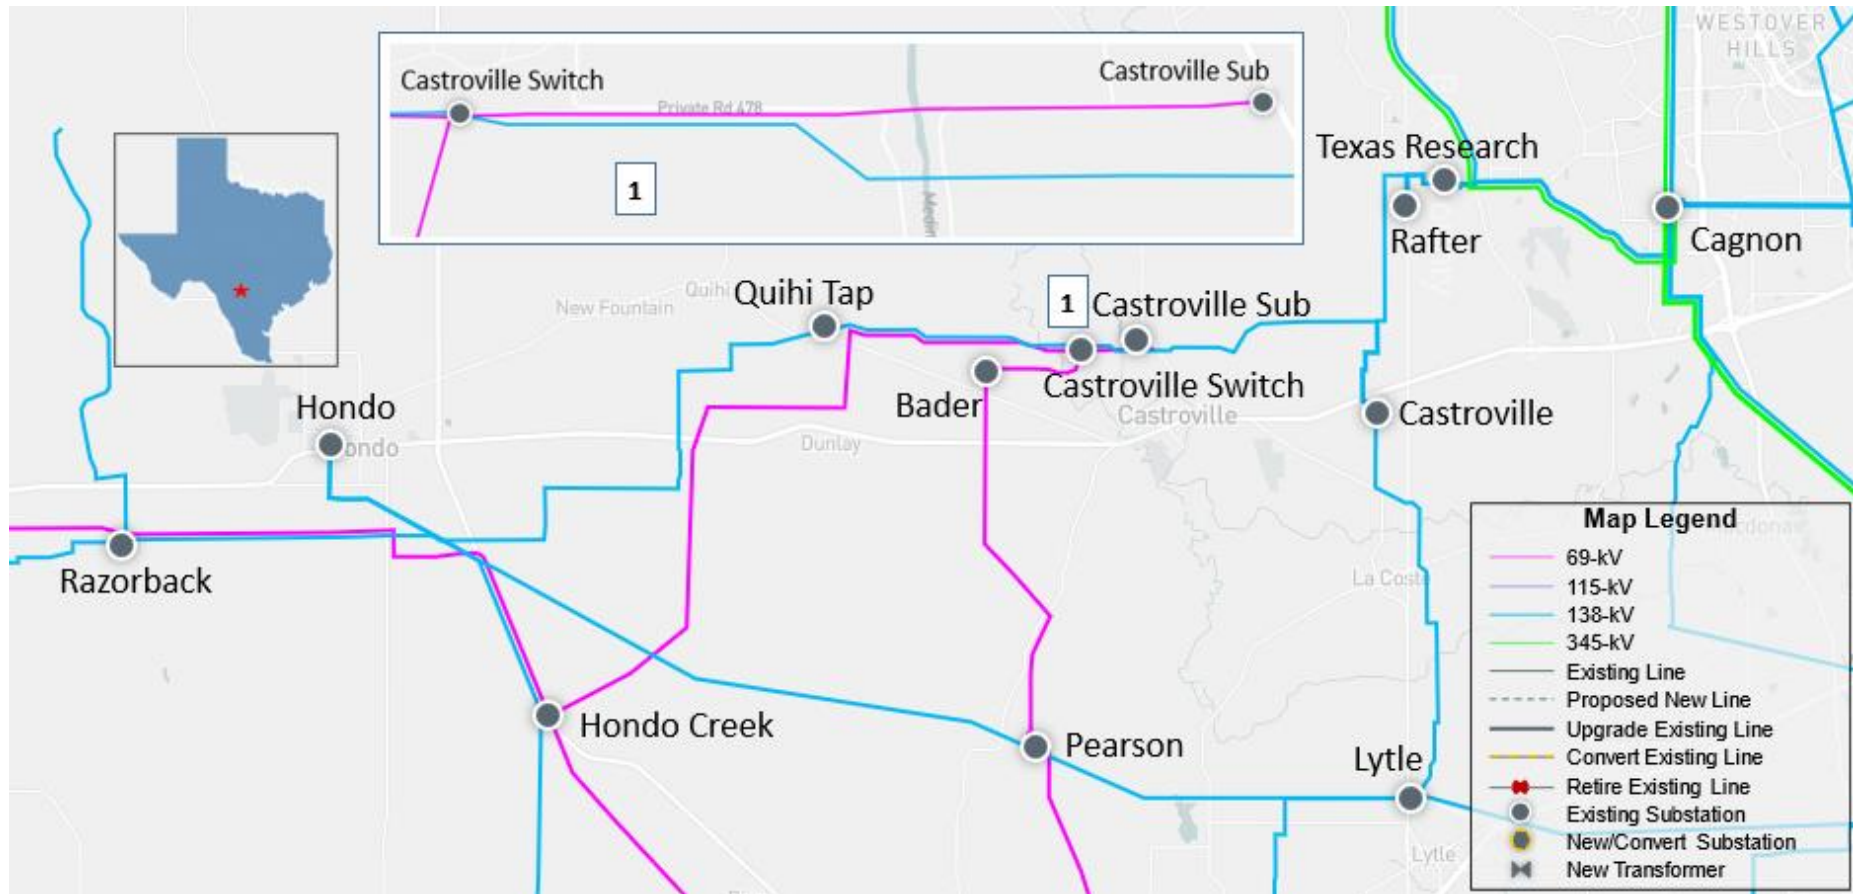 WESTOVER
HILLS
Castroville Switch
Castroville Sub
Private Rd 478
1
Texas Research
Rafter
Cagnon
Quihi
Quihi Tap
New Fountain
1
Castroville Sub
Castroville Switch
Bader
Castroville
Castroville
Hondo
Dunlay
Razorback
La Coste
Hondo Creek
Pearson
Lytle
Lytle
Map Legend
69-kV
115-kV
138-kV
345-kV
Existing Line
Proposed New Line
Upgrade Existing Line
Convert Existing Line
Retire Existing Line
Existing Substation
New/Convert Substation
New Transformer